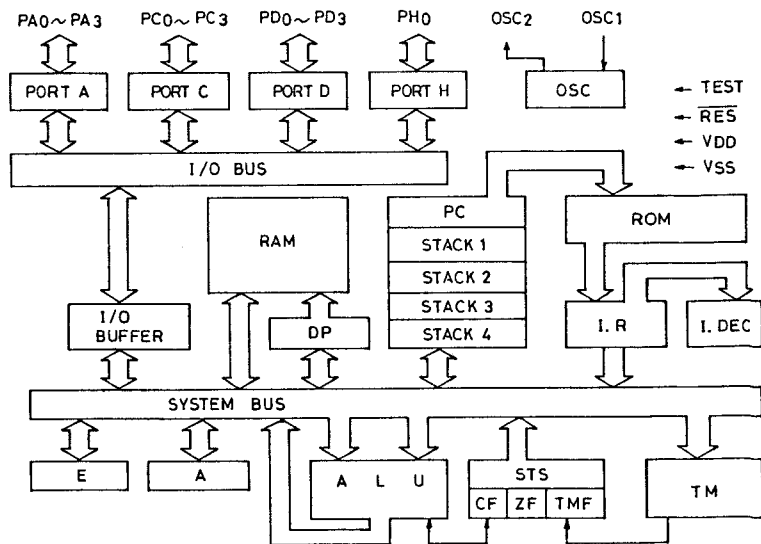 PA0~PA3 PC0~PC3 PD0~PD3 PH0 OSC2 OSC1
PORT A PORT C PORT D PORT H OSC
TEST
RES
VDD
VSS
I/O BUS
PC
STACK 1
STACK 2
STACK 3
STACK 4
RAM
ROM
I/O
BUFFER
DP
I.R
I.DEC
SYSTEM BUS
E A A L U STS TM
CF ZF TMF